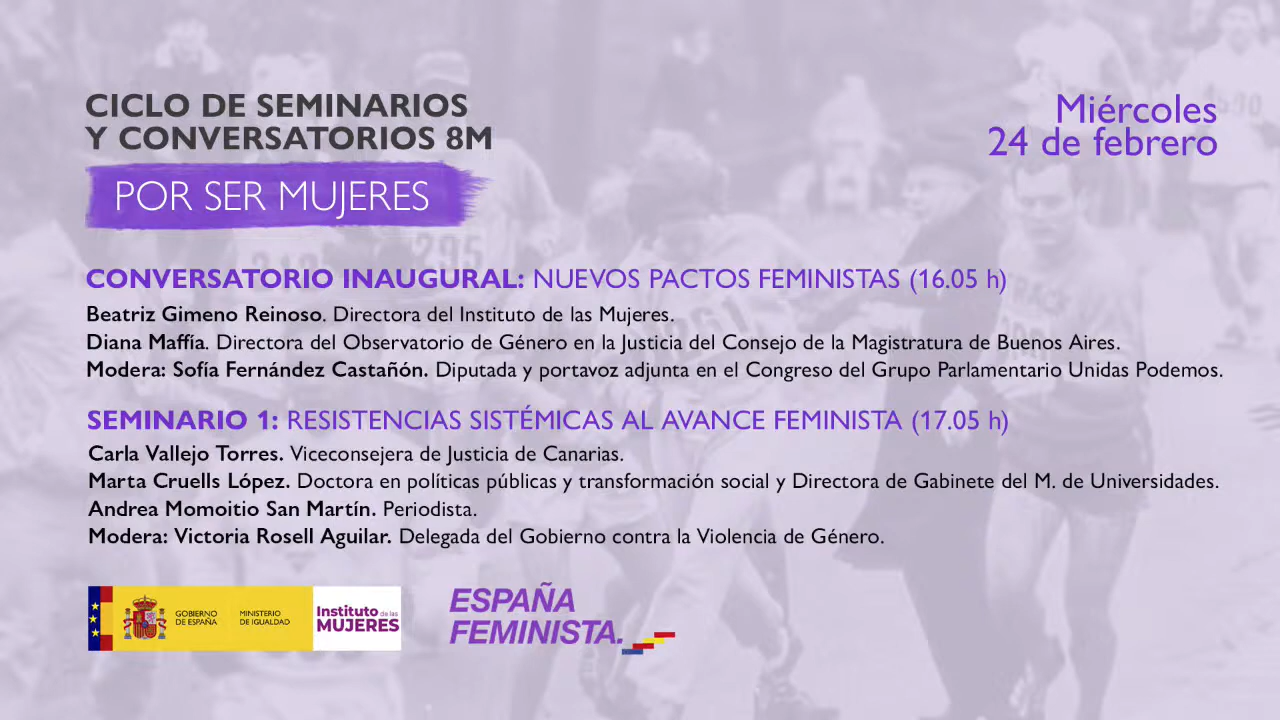 CICLO DE SEMINARIOS
Y CONVERSATORIOS 8M
POR SER MUJERES
Miércoles
24 de febrero
CONVERSATORIO INAUGURAL: NUEVOS PACTOS FEMINISTAS (16.05 h)
Beatriz Gimeno Reinoso. Directora del Instituto de las Mujeres.
Diana Maffía. Directora del Observatorio de Género en la Justicia del Consejo de la Magistratura de Buenos Aires.
Modera: Sofía Fernández Castañón. Diputada y portavoz adjunta en el Congreso del Grupo Parlamentario Unidas Podemos.
SEMINARIO 1: RESISTENCIAS SISTÉMICAS AL AVANCE FEMINISTA (17.05 h)
Carla Vallejo Torres. Viceconsejera de Justicia de Canarias.
Marta Cruells López. Doctora en políticas públicas y transformación social y Directora de Gabinete del M. de Universidades.
Andrea Momoitio San Martín. Periodista.
Modera: Victoria Rosell Aguilar. Delegada del Gobierno contra la Violencia de Género.
GOBIERNO
DE ESPAÑA
MINISTERIO
DE IGUALDAD
Instituto de las
MUJERES
ESPAÑA
FEMINISTA.